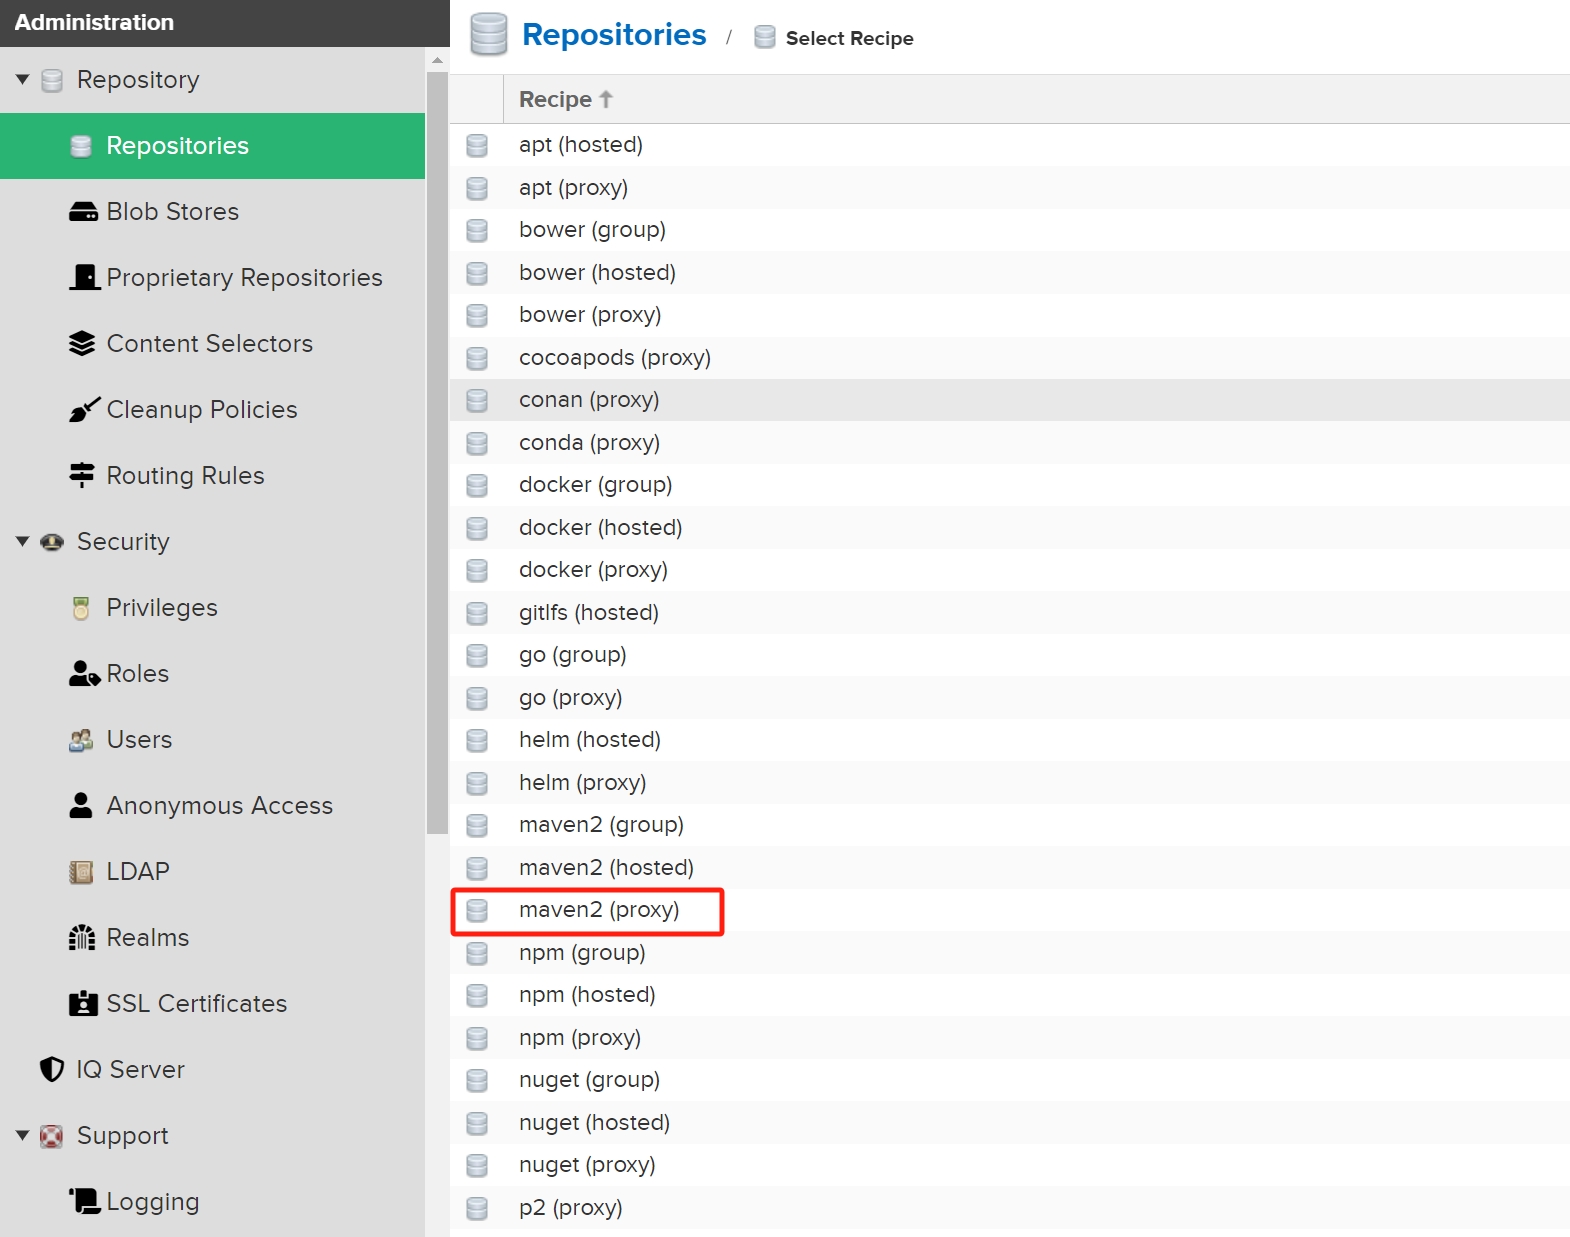 Administration
Repository
Repositories
Blob Stores
Proprietary Repositories
Content Selectors
Cleanup Policies
Routing Rules
Security
Privileges
Roles
Users
Anonymous Access
LDAP
Realms
SSL Certificates
IQ Server
Support
Logging
Repositories / Select Recipe
Recipe
apt (hosted)
apt (proxy)
bower (group)
bower (hosted)
bower (proxy)
cocoapods (proxy)
conan (proxy)
conda (proxy)
docker (group)
docker (hosted)
docker (proxy)
gitlfs (hosted)
go (group)
go (proxy)
helm (hosted)
helm (proxy)
maven2 (group)
maven2 (hosted)
maven2 (proxy)
npm (group)
npm (hosted)
npm (proxy)
nuget (group)
nuget (hosted)
nuget (proxy)
p2 (proxy)